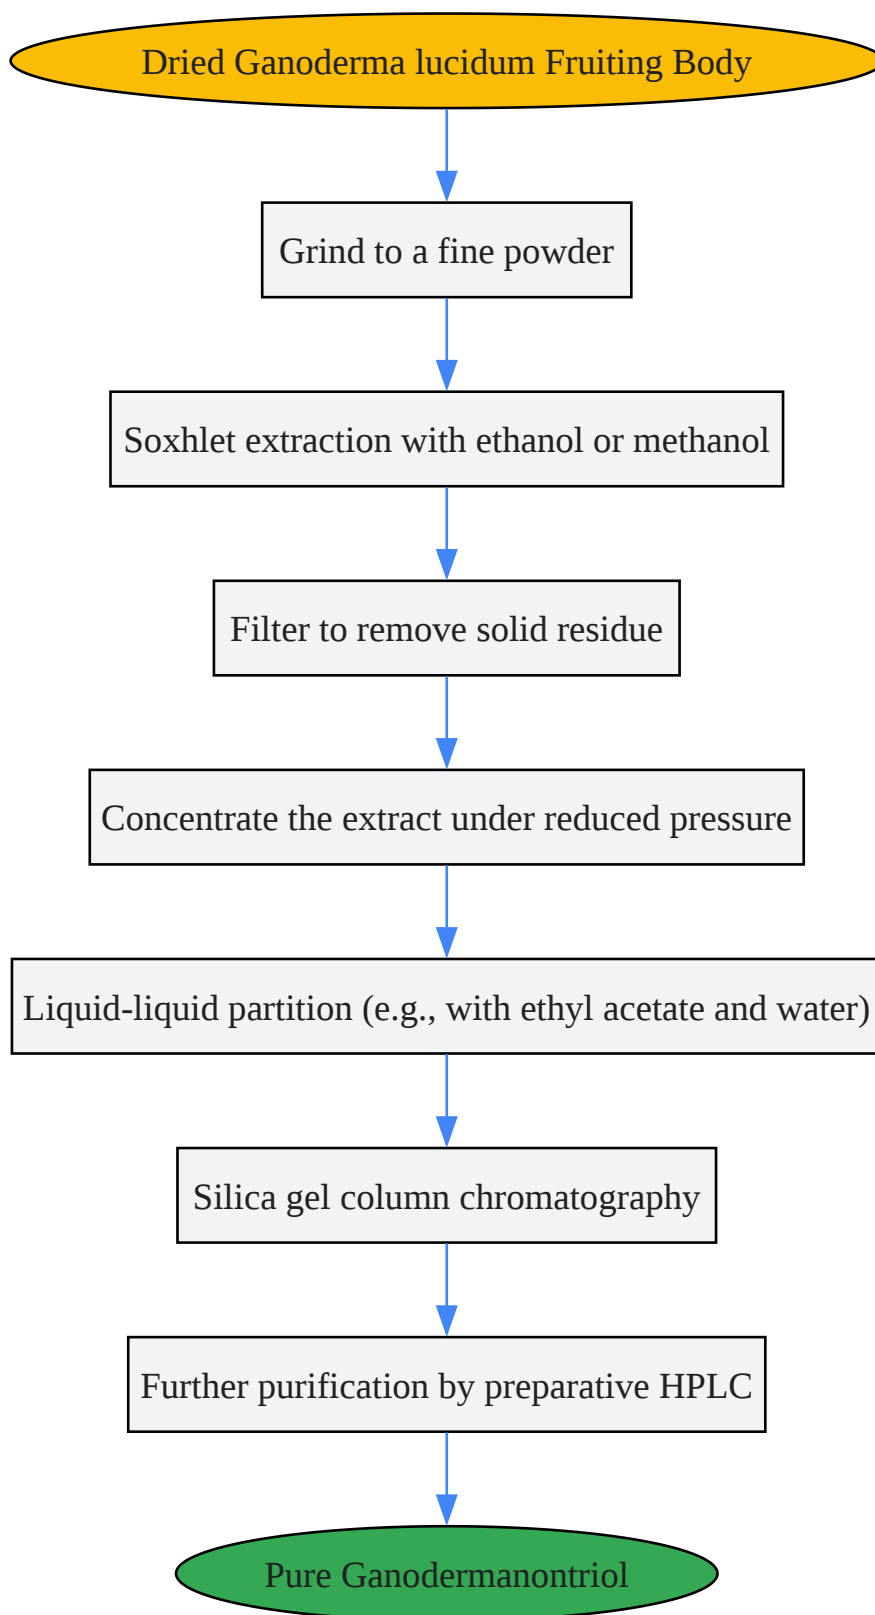 Dried Ganoderma lucidum Fruiting Body
Grind to a fine powder
Soxhlet extraction with ethanol or methanol
Filter to remove solid residue
Concentrate the extract under reduced pressure
Liquid-liquid partition (e.g., with ethyl acetate and water)
Silica gel column chromatography
Further purification by preparative HPLC
Pure Ganodermanontriol